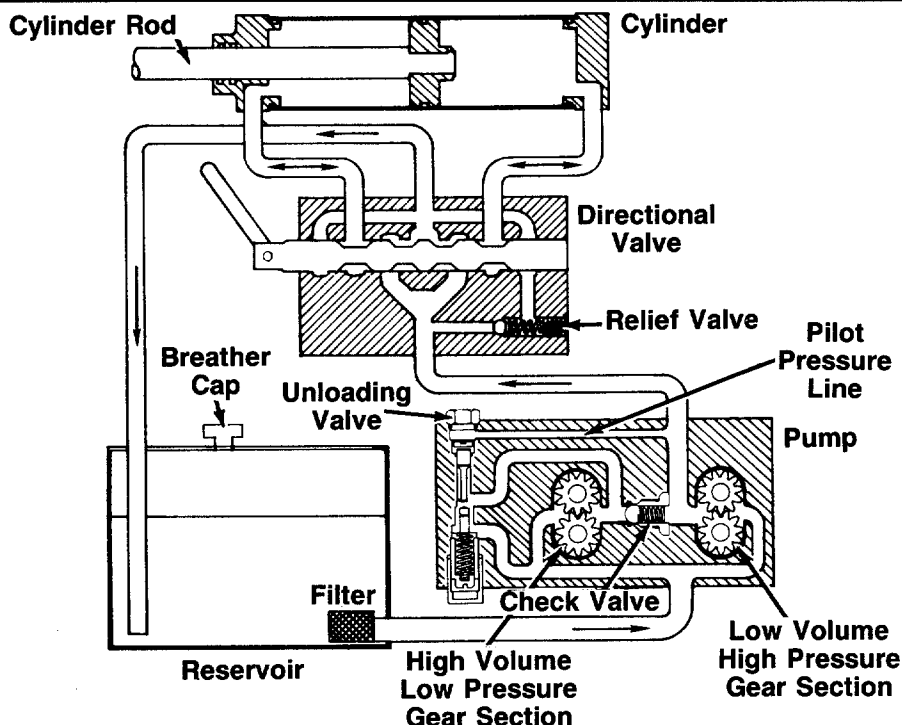 Cylinder Rod
Cylinder
Directional
Valve
Relief Valve
Pilot
Pressure
Line
Breather
Cap
Unloading
Valve
Pump
Filter
Check Valve
Reservoir
High Volume
Low Pressure
Gear Section
Low Volume
High Pressure
Gear Section